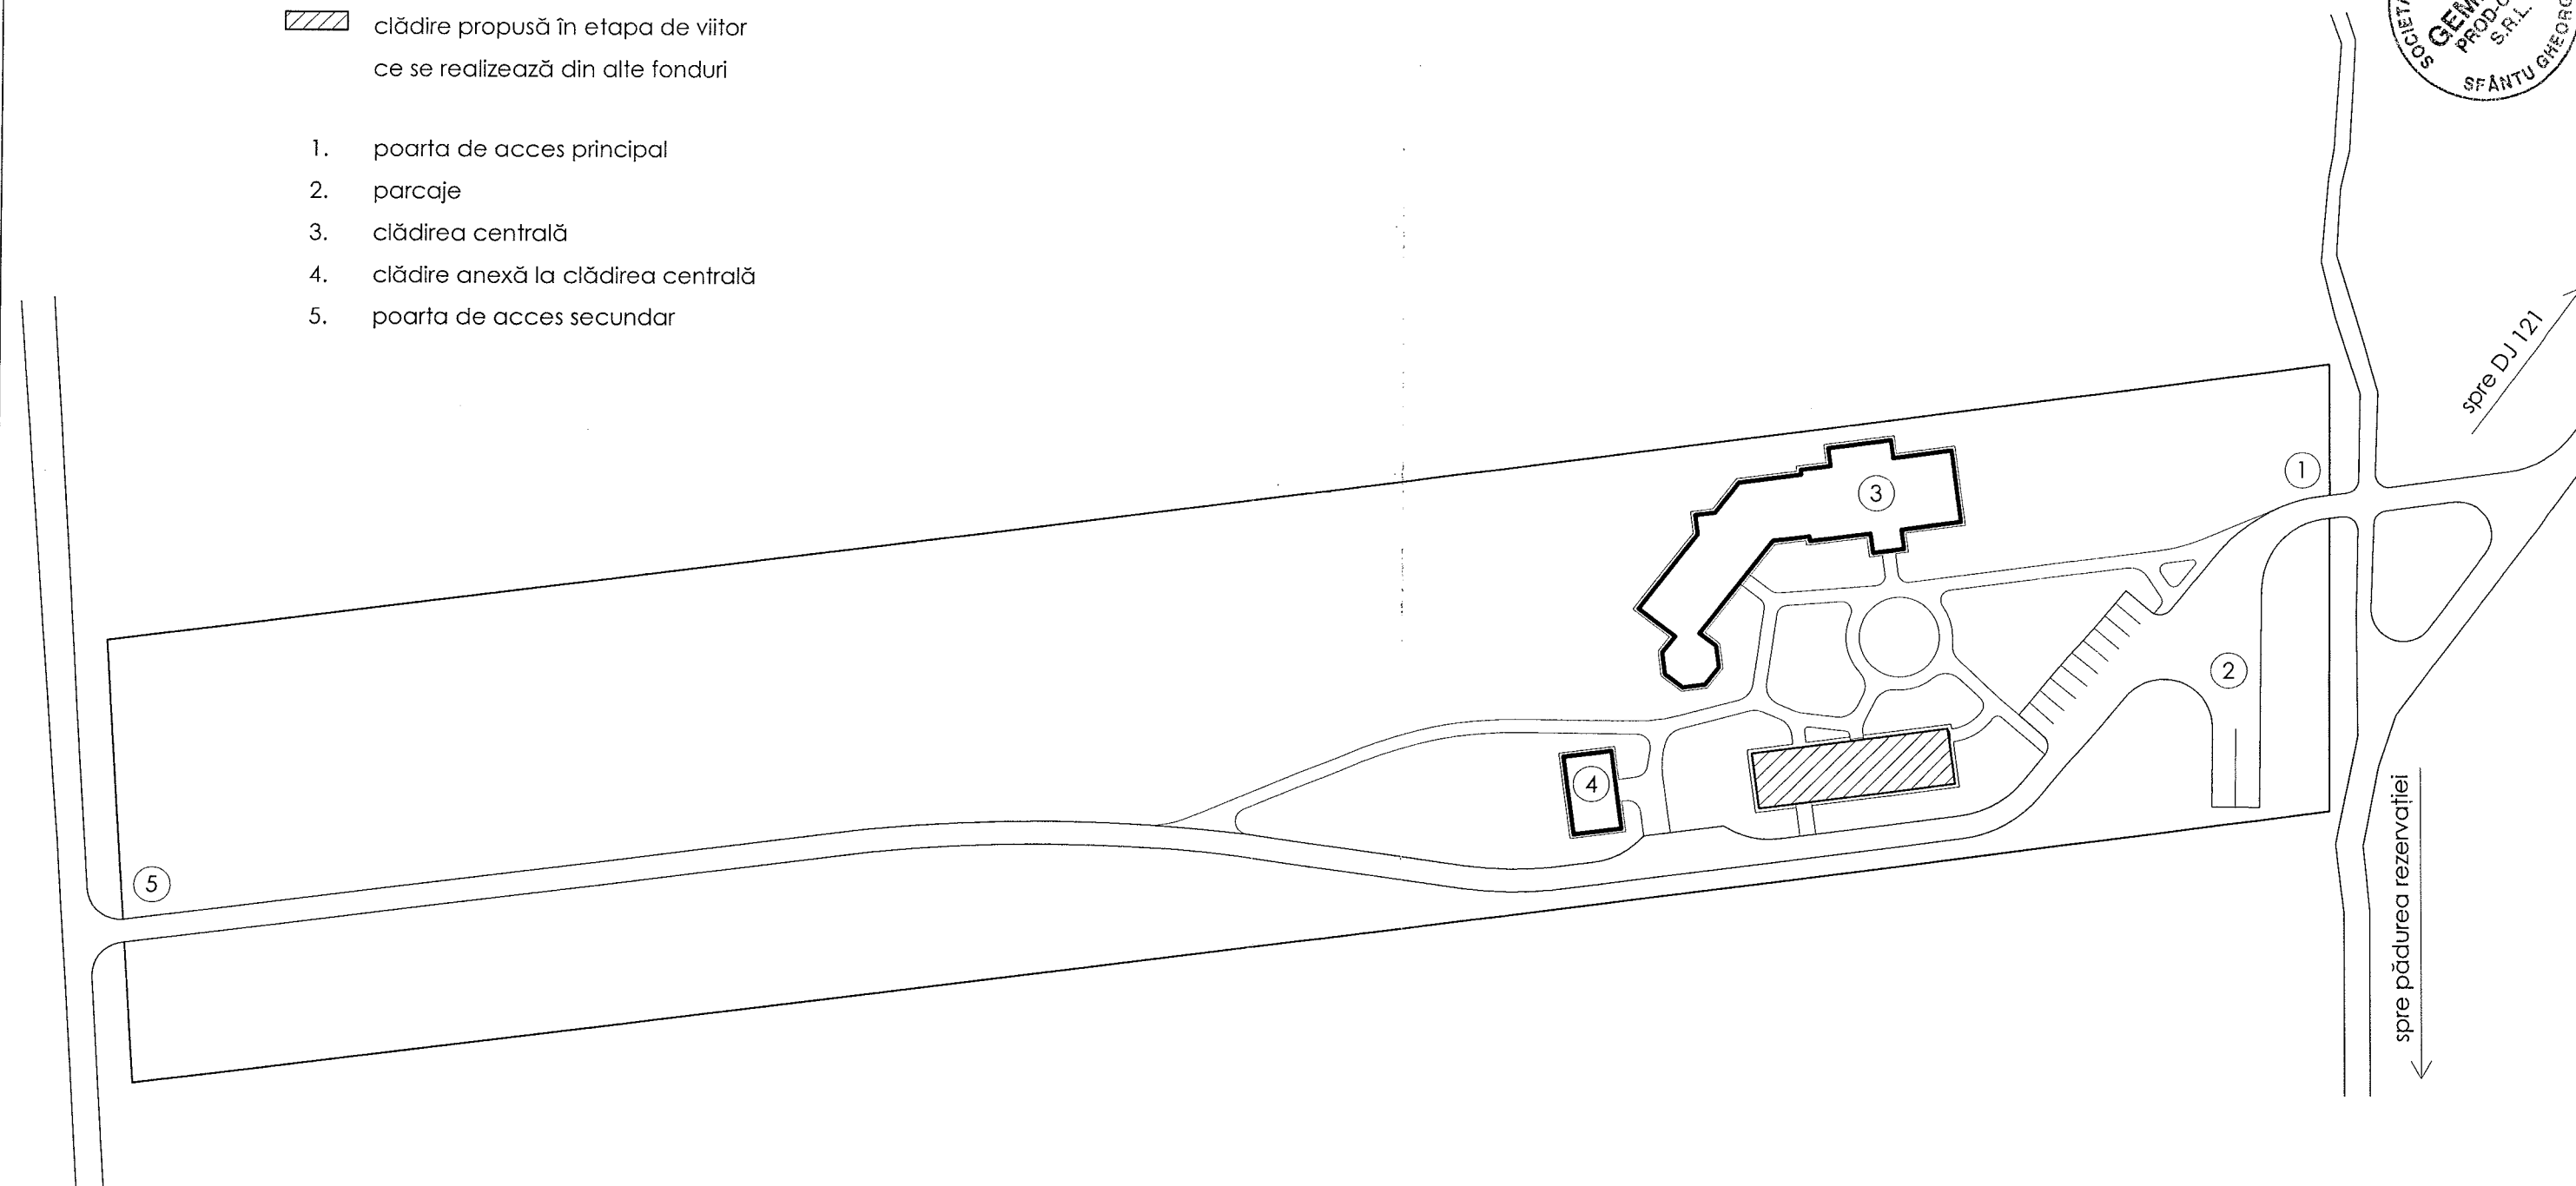 clădire propusă în etapa de viitor
ce se realizează din alte fonduri
1. poarta de acces principal
2. parcaje
3. clădirea centrală
4. clădire anexă la clădirea centrală
5. poarta de acces secundar
SFÂNTU
S.R.L.
spre DJ 121
1
3
2
4
5
spre pădurea rezervației